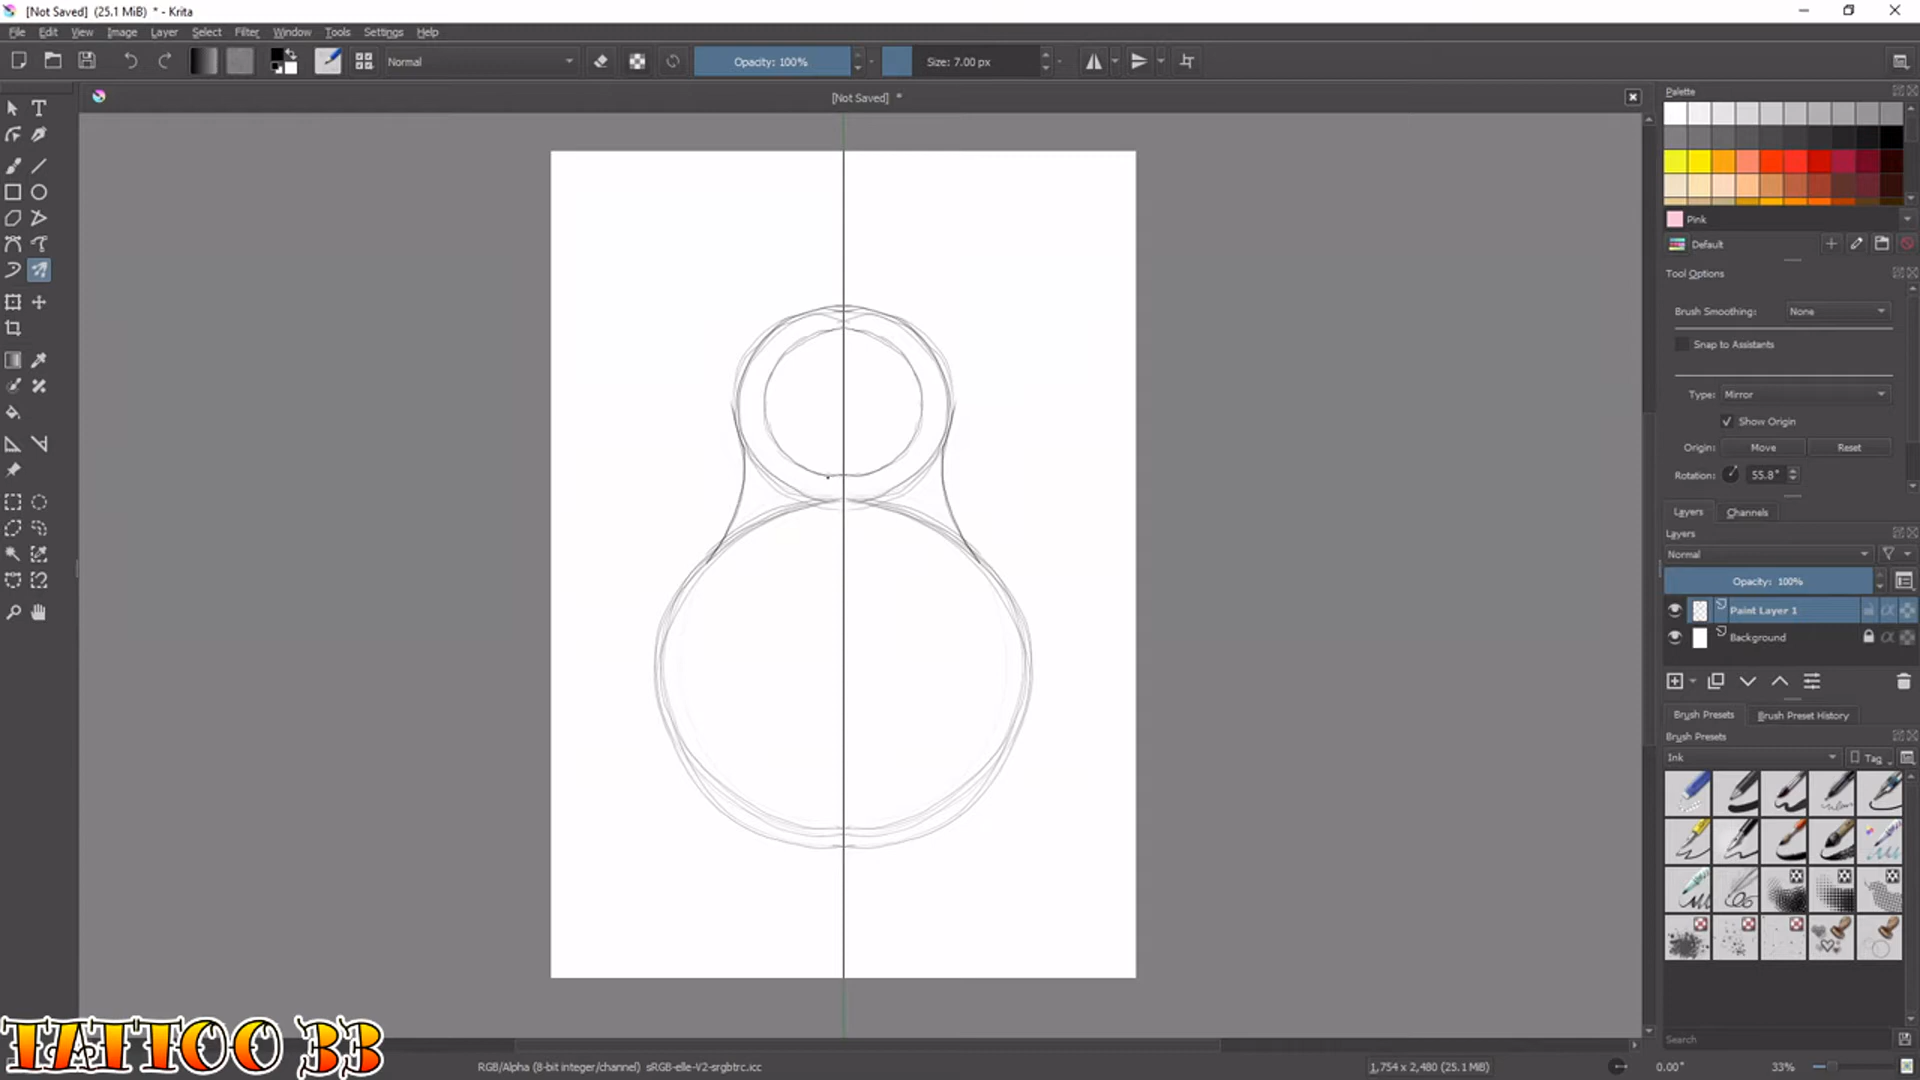 [Not Saved] (25.1 MiB) * - Krita
File Edit View Image Layer Select Filter Window Tools Settings Help
Normal
Opacity: 100%
Size: 7.00 px
[Not Saved] *
Palette
Pink
Default
Tool Options
Brush Smoothing: None
Snap to Assistants
Type: Mirror
Show Origin
Origin: Move Reset
Rotation: 55.8°
Layers Channels
Layers
Normal
Opacity: 100%
Paint Layer 1
Background
Brush Presets Brush Preset History
Brush Presets
Ink
Tag
Search
TATTOO BB
RGB/Alpha (8-bit integer/channel) sRGB-elle-V2-srgbtrc.icc
1,754 x 2,480 (25.1 MiB)
0.00°
33%